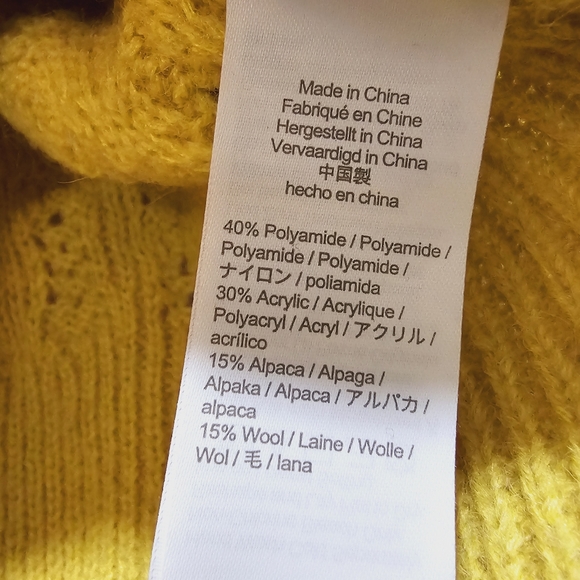 Made in China
Fabriqué en Chine
Hergestellt in China
Vervaardigd in China
中国製
hecho en china
40% Polyamide / Polyamide /
Polyamide / Polyamide /
ナイロン / poliamida
30% Acrylic / Acrylique /
Polyacryl / Acryl / アクリル /
acrílico
15% Alpaca / Alpaga /
Alpaka / Alpaca / アルパカ /
alpaca
15% Wool / Laine / Wolle /
Wol / 毛 / lana